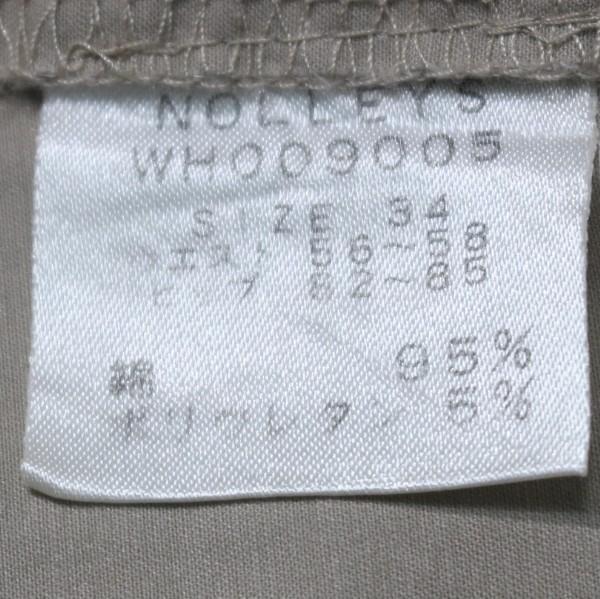 NOLLEYS
WH009005
SIZE 34
ウエスト 56～58
ヒップ 82～85
綿 95%
ポリウレタン 5%